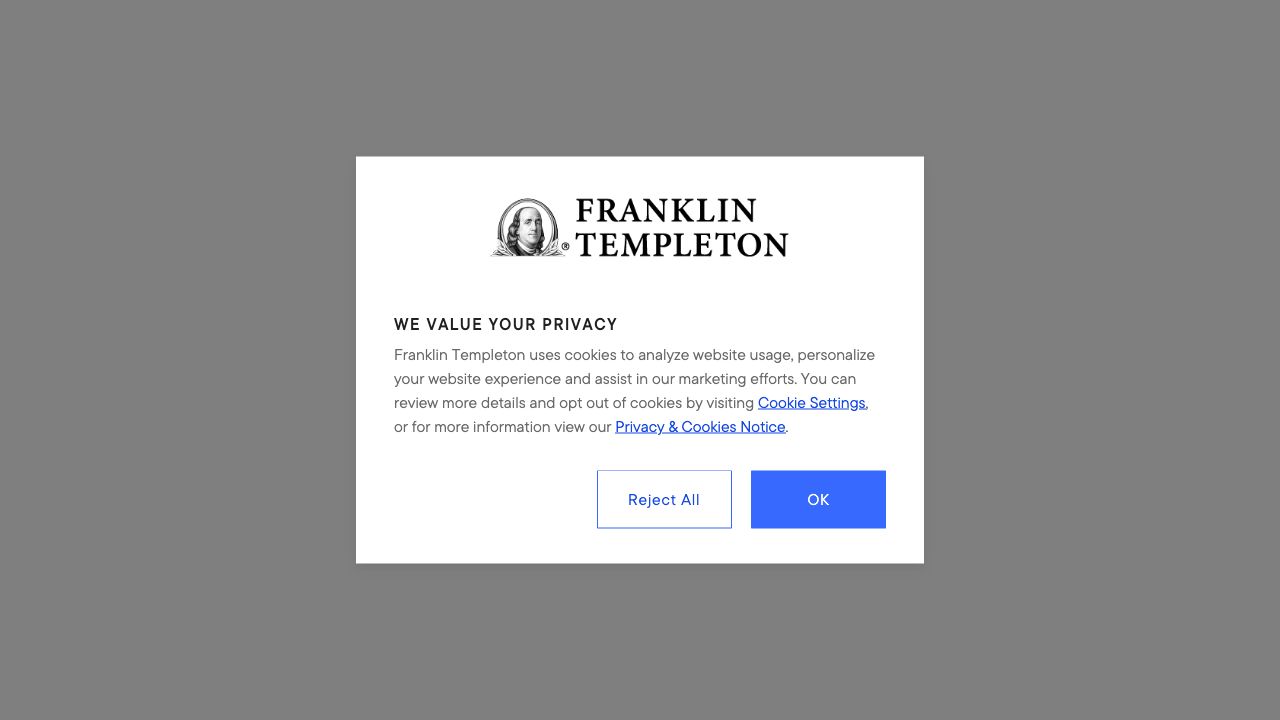 FRANKLIN
® TEMPLETON
WE VALUE YOUR PRIVACY
Franklin Templeton uses cookies to analyze website usage, personalize
your website experience and assist in our marketing efforts. You can
review more details and opt out of cookies by visiting Cookie Settings,
or for more information view our Privacy & Cookies Notice.
Reject All OK